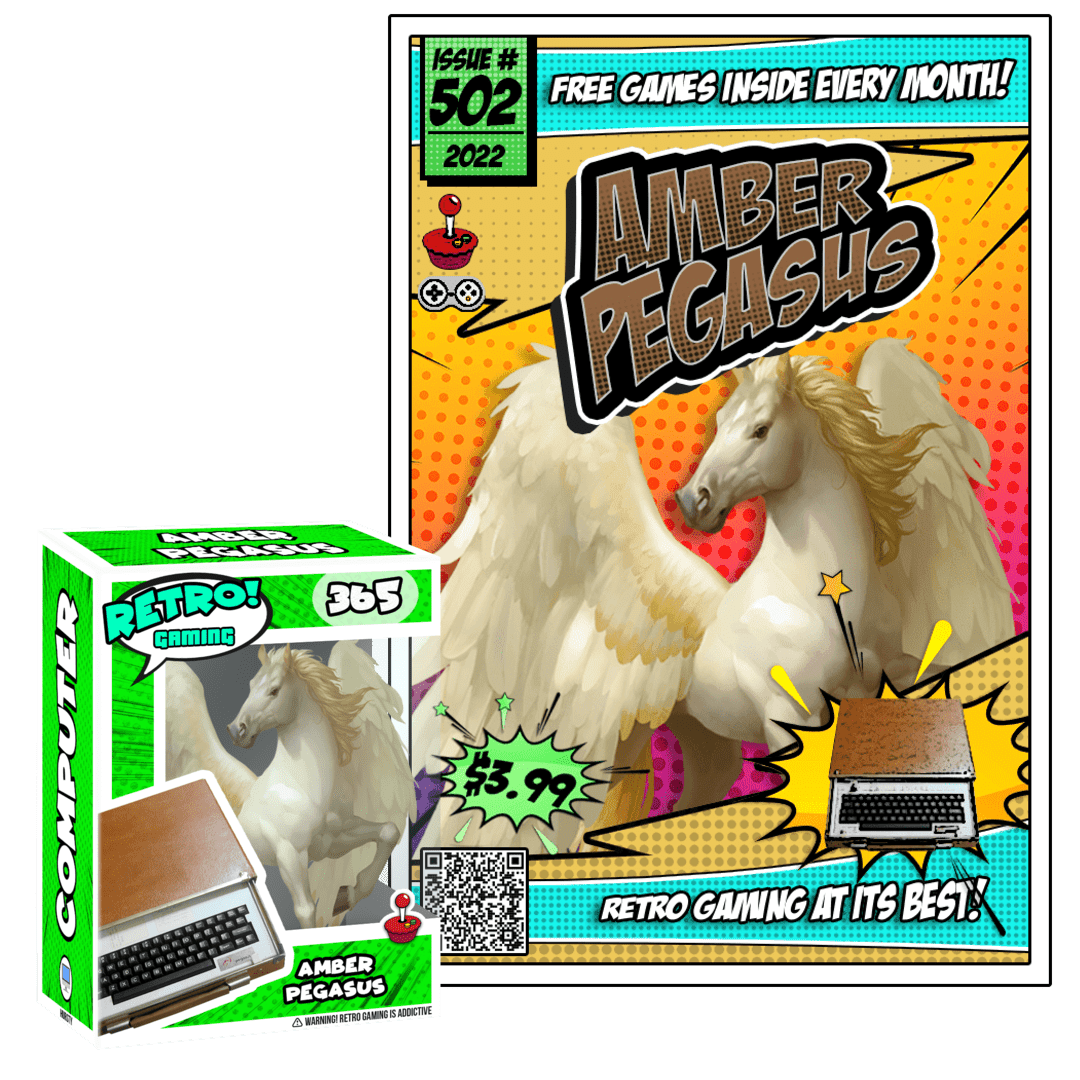 ISSUE #
502
2022
FREE GAMES INSIDE EVERY MONTH!
AMBER
PEGASUS
$3.99
RETRO GAMING AT ITS BEST!
AMBER
PEGASUS
RETRO!
GAMING
365
COMPUTER
AMBER
PEGASUS
WARNING! RETRO GAMING IS ADDICTIVE